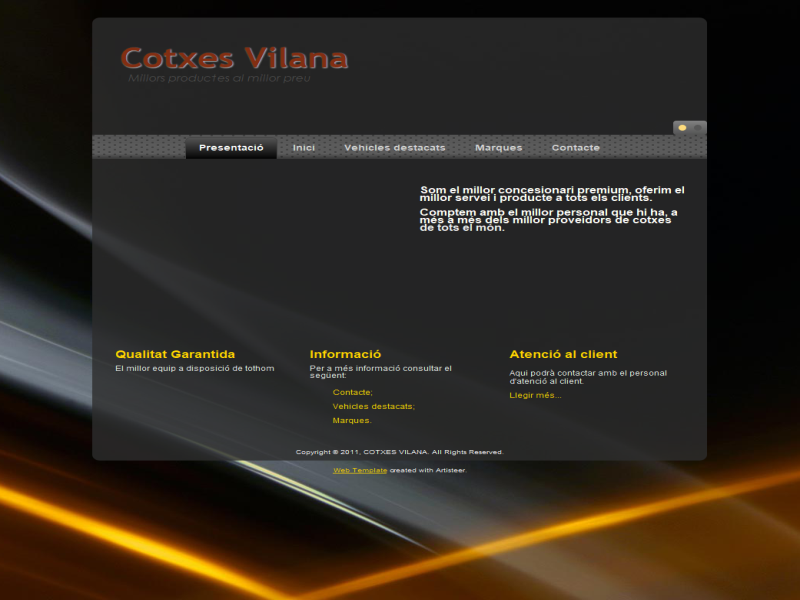 Cotxes Vilana
Millors productes al millor preu
Presentació Inici Vehicles destacats Marques Contacte
Som el millor concesionari premium, oferim el
millor servei i producte a tots els clients.
Comptem amb el millor personal que hi ha, a
més a més dels millor proveidors de cotxes
de tots el món.
Qualitat Garantida
El millor equip a disposició de tothom
Informació
Per a més informació consultar el
següent:
Contacte;
Vehicles destacats;
Marques.
Atenció al client
Aqui podrà contactar amb el personal
d'atenció al client.
Llegir més...
Copyright © 2011, COTXES VILANA. All Rights Reserved.
Web Template created with Artisteer.